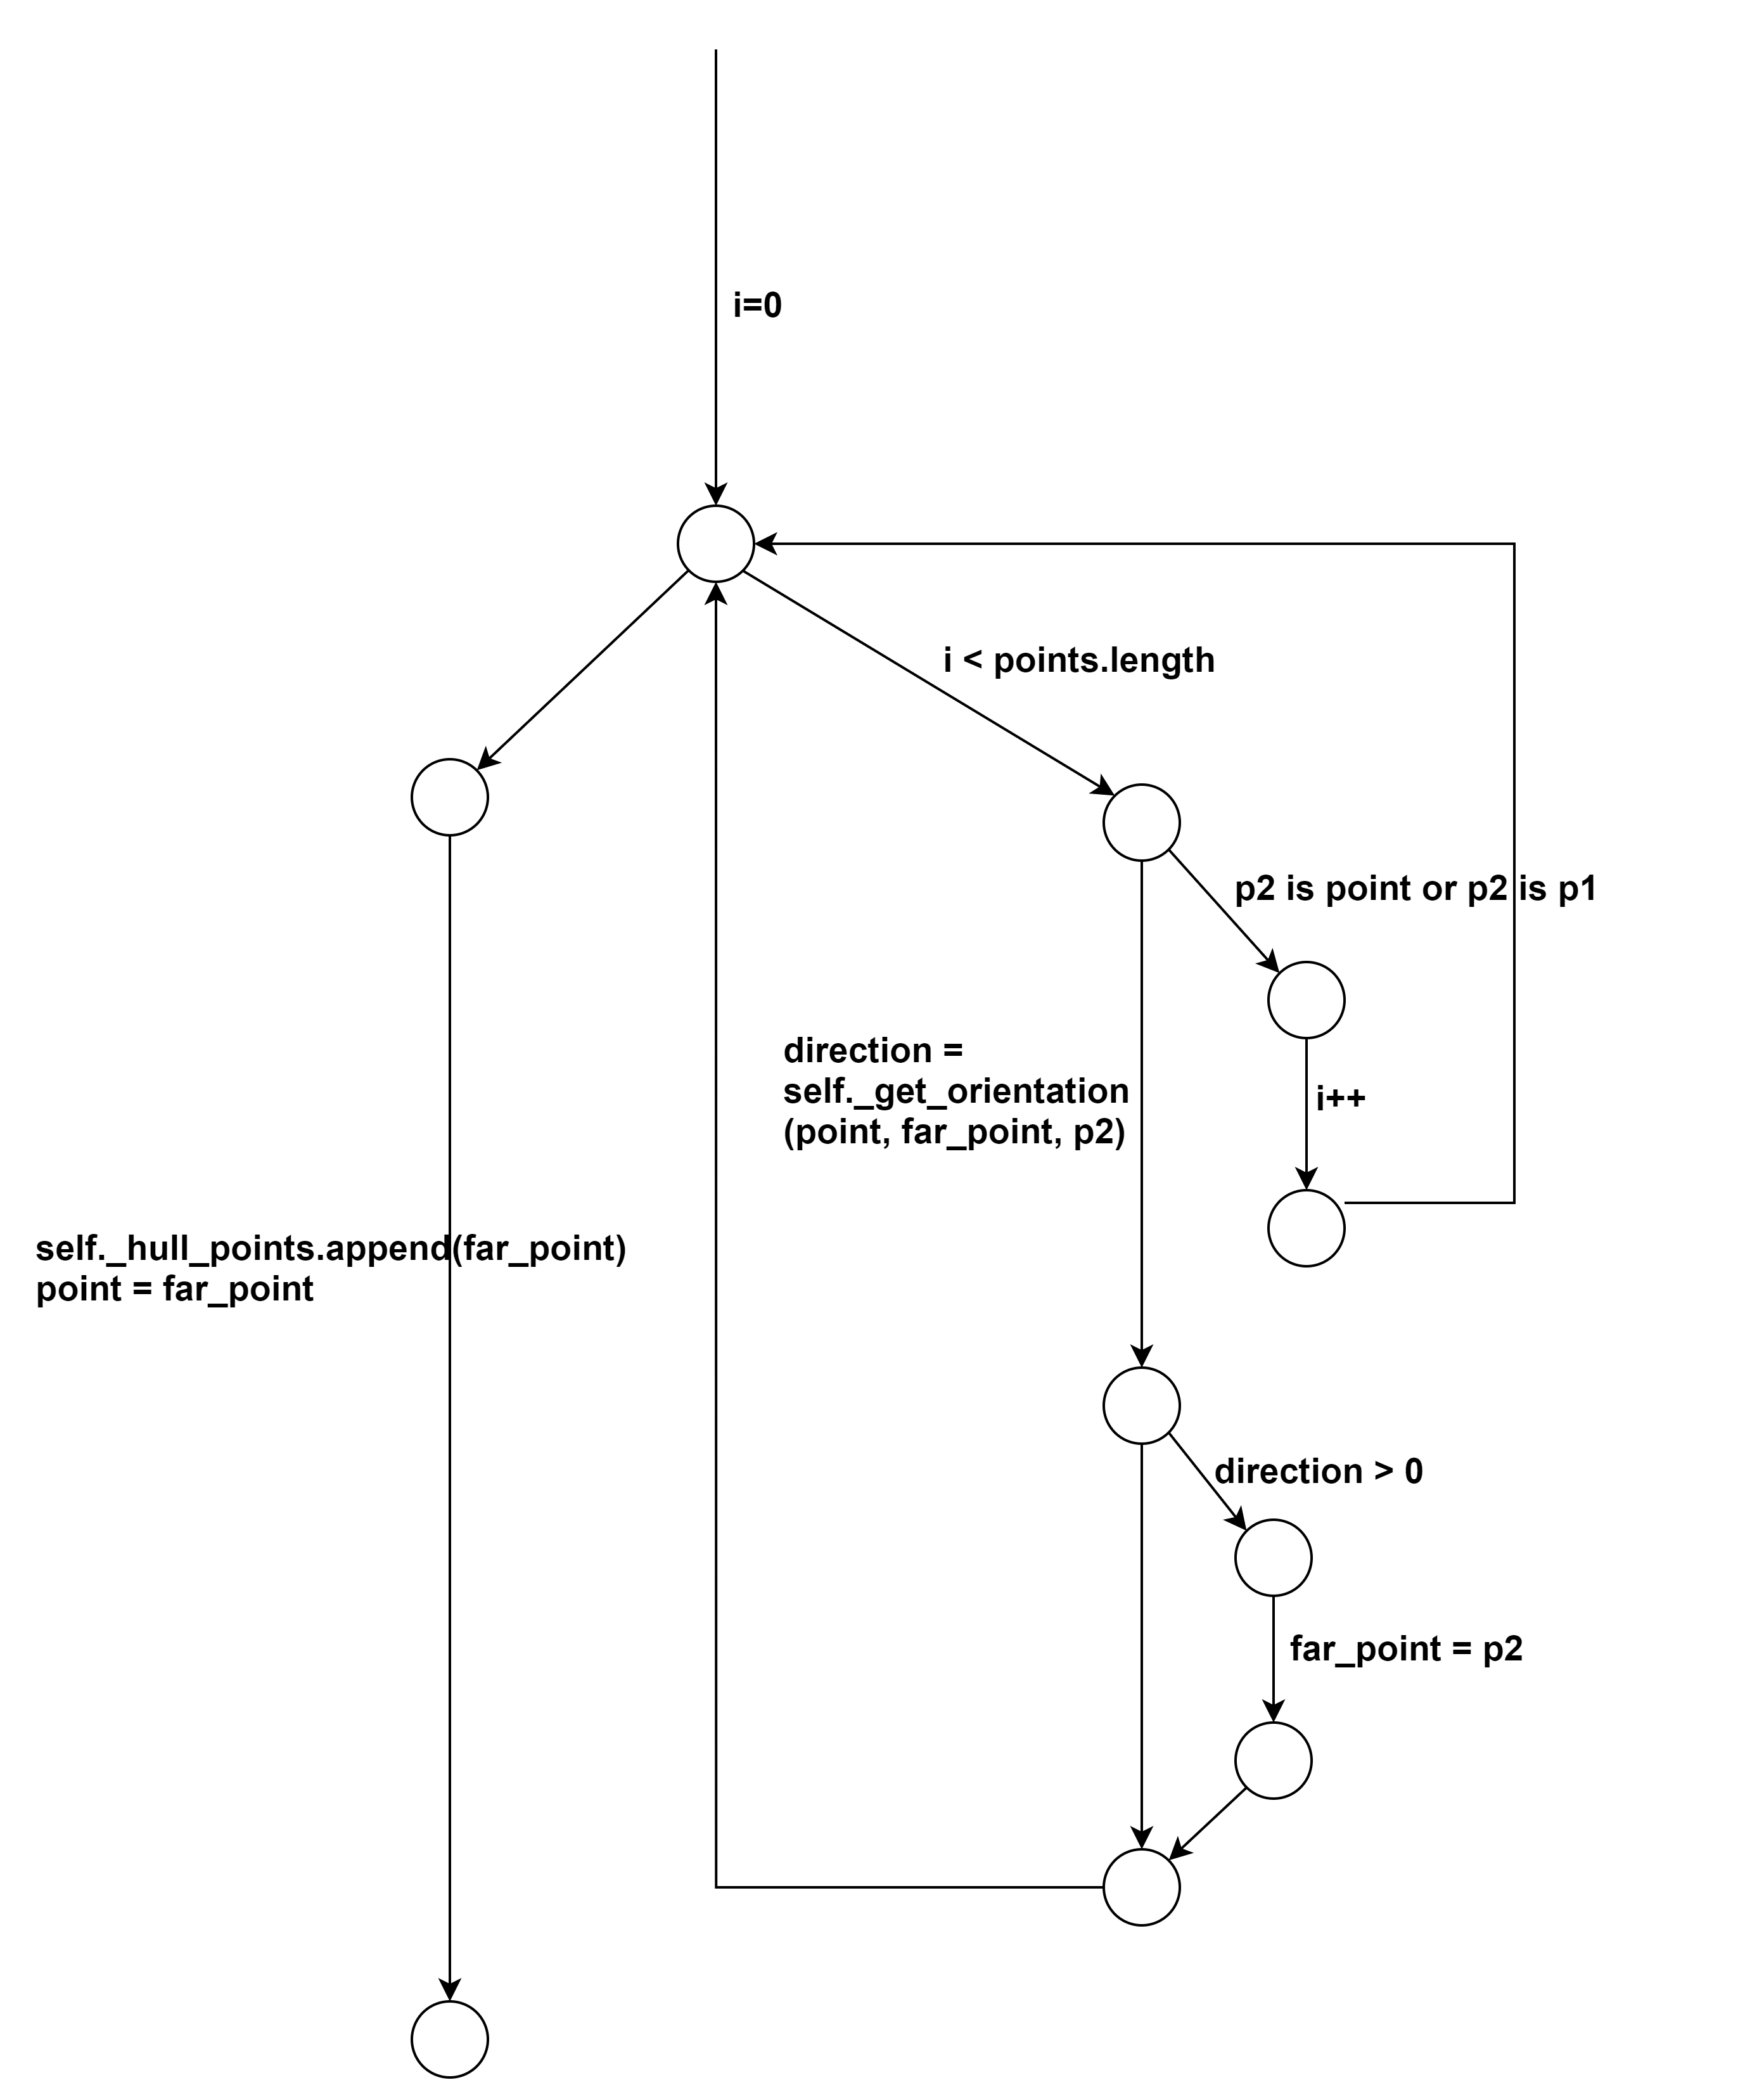 i=0
i < points.length
p2 is point or p2 is p1
direction =
self._get_orientation
(point, far_point, p2)
i++
self._hull_points.append(far_point)
point = far_point
direction > 0
far_point = p2